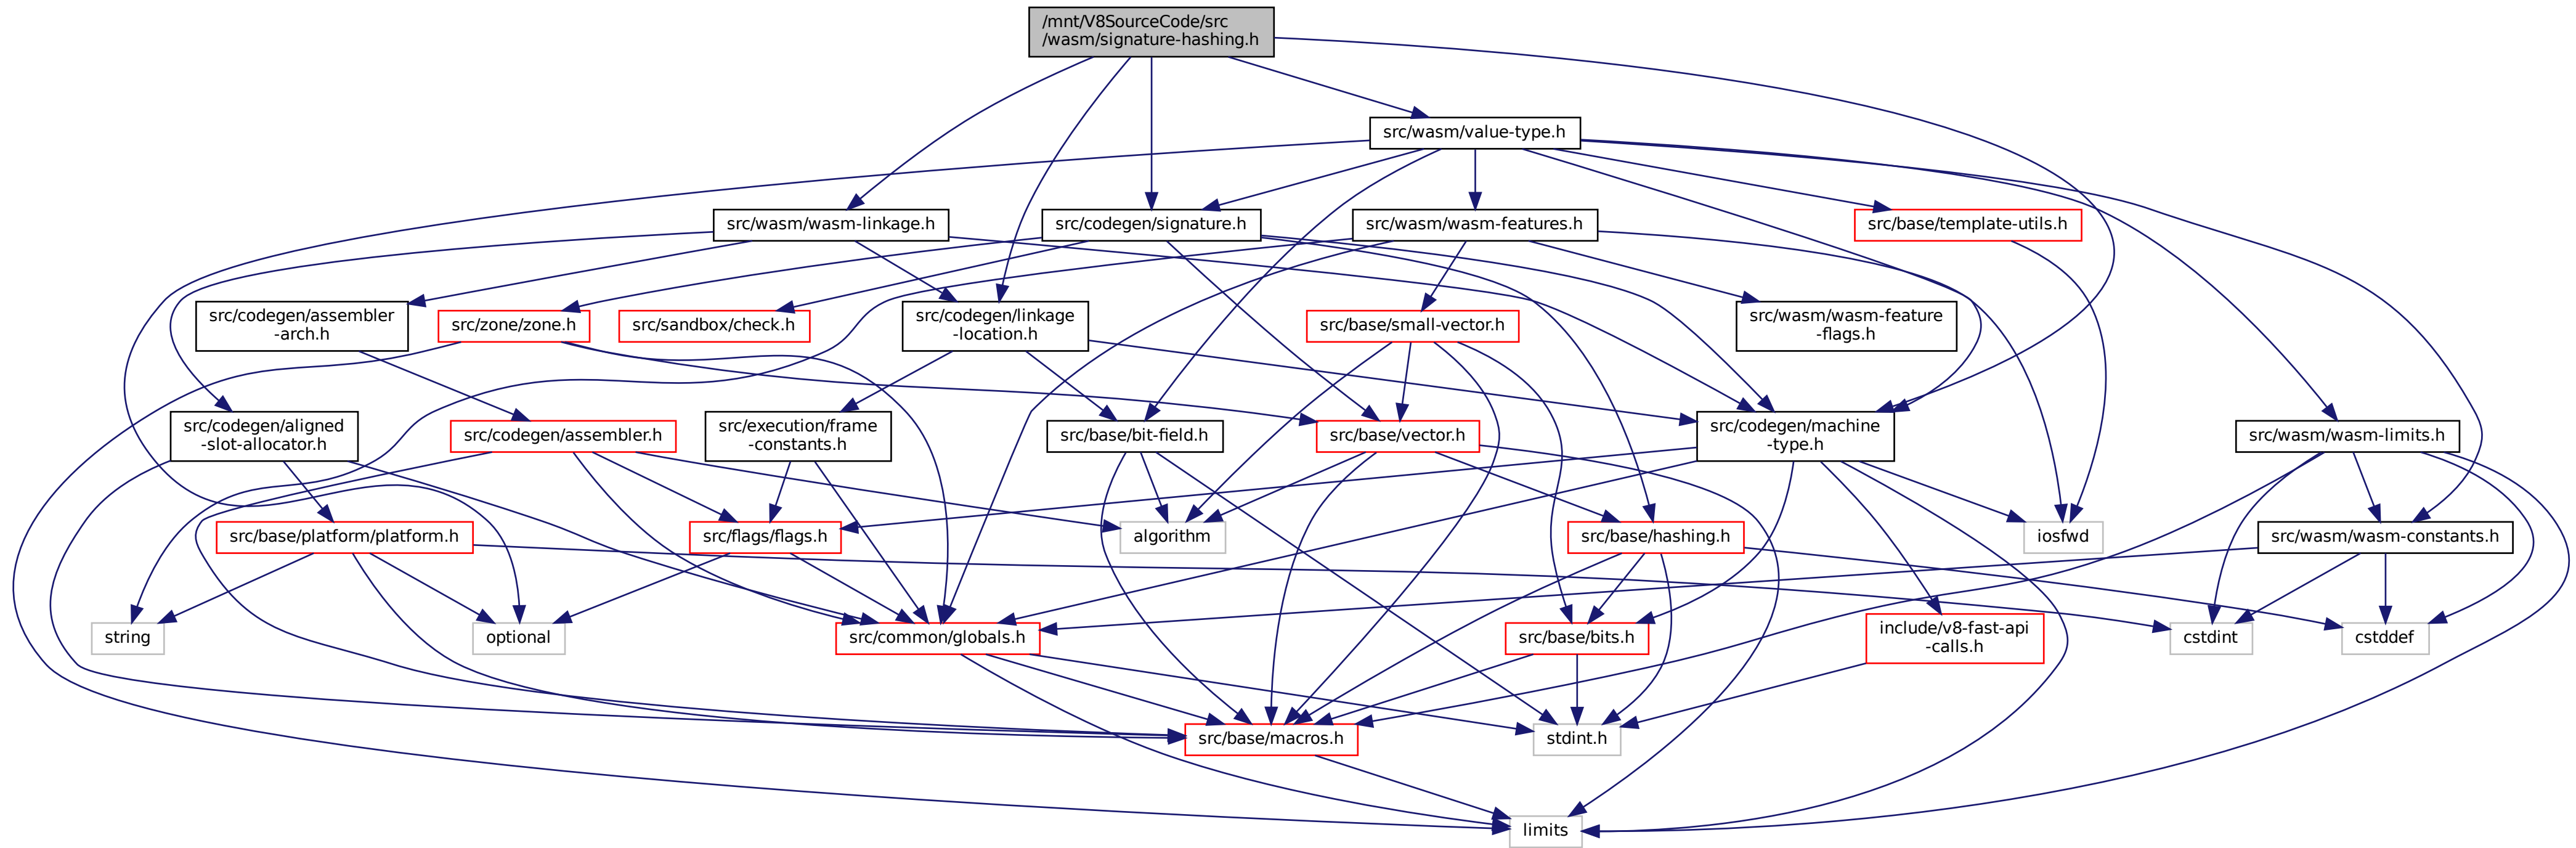 /mnt/V8SourceCode/src
/wasm/signature-hashing.h
src/wasm/value-type.h
src/wasm/wasm-linkage.h
src/codegen/signature.h
src/wasm/wasm-features.h
src/base/template-utils.h
src/codegen/assembler
-arch.h
src/zone/zone.h
src/sandbox/check.h
src/codegen/linkage
-location.h
src/base/small-vector.h
src/wasm/wasm-feature
-flags.h
src/codegen/aligned
-slot-allocator.h
src/codegen/assembler.h
src/execution/frame
-constants.h
src/base/bit-field.h
src/base/vector.h
src/codegen/machine
-type.h
src/wasm/wasm-limits.h
src/base/platform/platform.h
src/flags/flags.h
algorithm
src/base/hashing.h
iosfwd
src/wasm/wasm-constants.h
string
optional
src/common/globals.h
src/base/bits.h
include/v8-fast-api
-calls.h
cstdint
cstddef
src/base/macros.h
stdint.h
limits